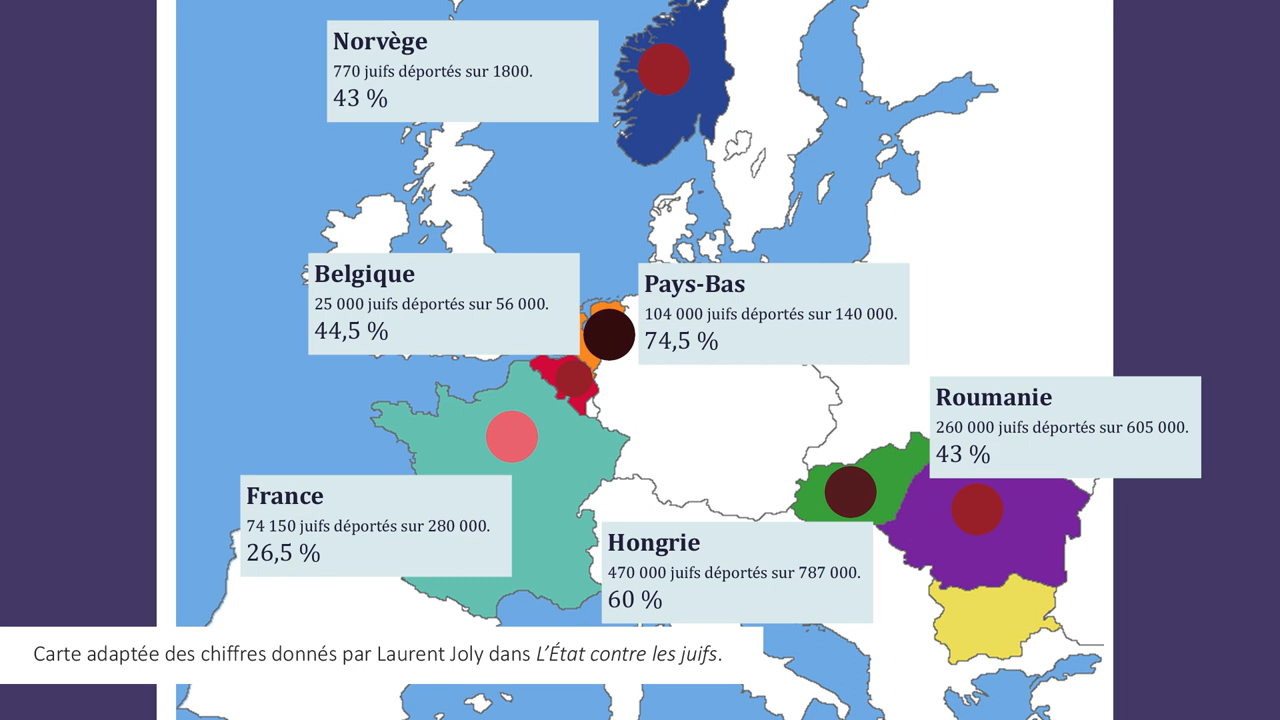 Norvège
770 juifs déportés sur 1800.
43 %
Belgique
25 000 juifs déportés sur 56 000.
44,5 %
Pays-Bas
104 000 juifs déportés sur 140 000.
74,5 %
Roumanie
260 000 juifs déportés sur 605 000.
43 %
France
74 150 juifs déportés sur 280 000.
26,5 %
Hongrie
470 000 juifs déportés sur 787 000.
60 %
Carte adaptée des chiffres donnés par Laurent Joly dans L’État contre les juifs.